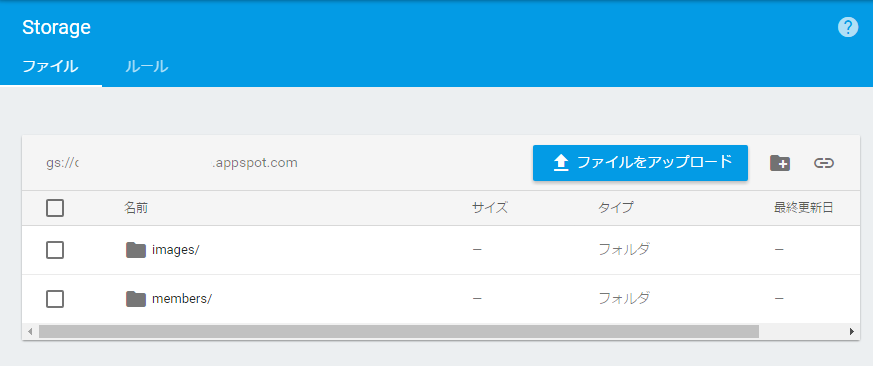 Storage
ファイル ルール
gs://c .appspot.com ファイルをアップロード
名前 サイズ タイプ 最終更新日
images/ — フォルダ —
members/ — フォルダ —